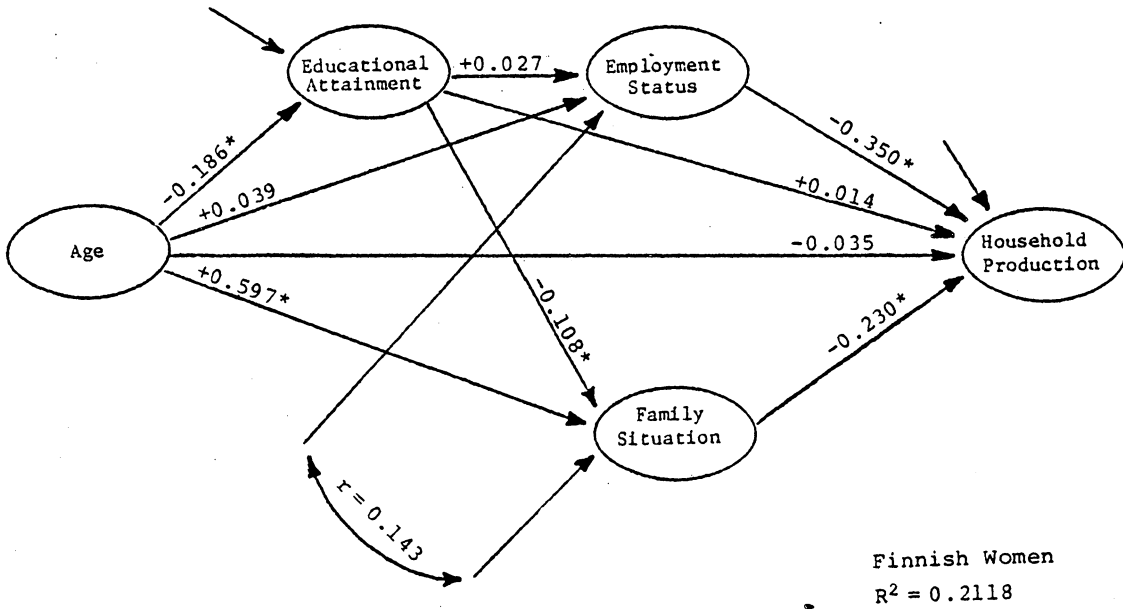 Educational
Attainment
+0.027
Employment
Status
-0.186*
+0.039
-0.350*
+0.014
Age
-0.035
Household
Production
+0.597*
-0.108*
-0.230*
Family
Situation
r = 0.143
Finnish Women
R² = 0.2118